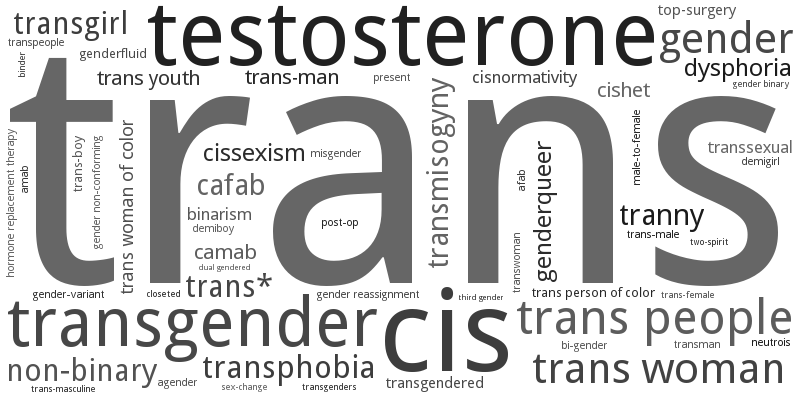 transgirl
testosterone
top-surgery
transpeople
genderfluid
gender
binder
trans youth
trans-man
present
cisnormativity
dysphoria
gender binary
cishet
trans
hormone replacement therapy
amab
trans-boy
gender non-conforming
trans woman of color
cissexism
misgender
transmisogyny
afab
genderqueer
male-to-female
transsexual
demigirl
cafab
binarism
demiboy
post-op
tranny
trans-male
two-spirit
camab
dual gendered
transwoman
trans*
gender-variant
closeted
gender reassignment
third gender
trans person of color
trans-female
transgender
cis
trans people
bi-gender
transman
neutrois
non-binary
agender
transphobia
trans woman
trans-masculine
sex-change
transgenders
transgendered